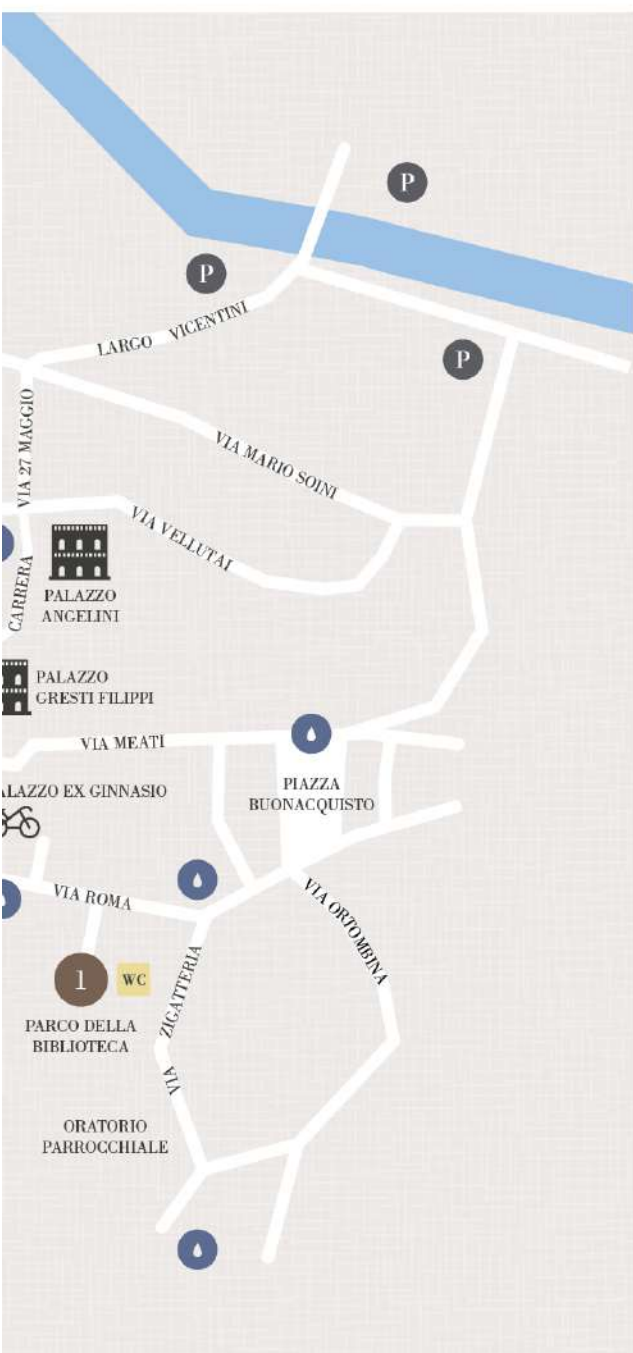 P
P
LARGO VICENTINI
P
VIA 27 MAGGIO
VIA MARIO SOINI
VIA VELLUTAI
CARRERA
PALAZZO
ANGELINI
PALAZZO
GRESTI FILIPPI
VIA MEATI
PIAZZA
BUONACQUISTO
ALAZZO EX GINNASIO
VIA ROMA
VIA ORTOMBINA
1
WC
VIA ZIGATTERIA
PARCO DELLA
BIBLIOTECA
ORATORIO
PARROCCHIALE